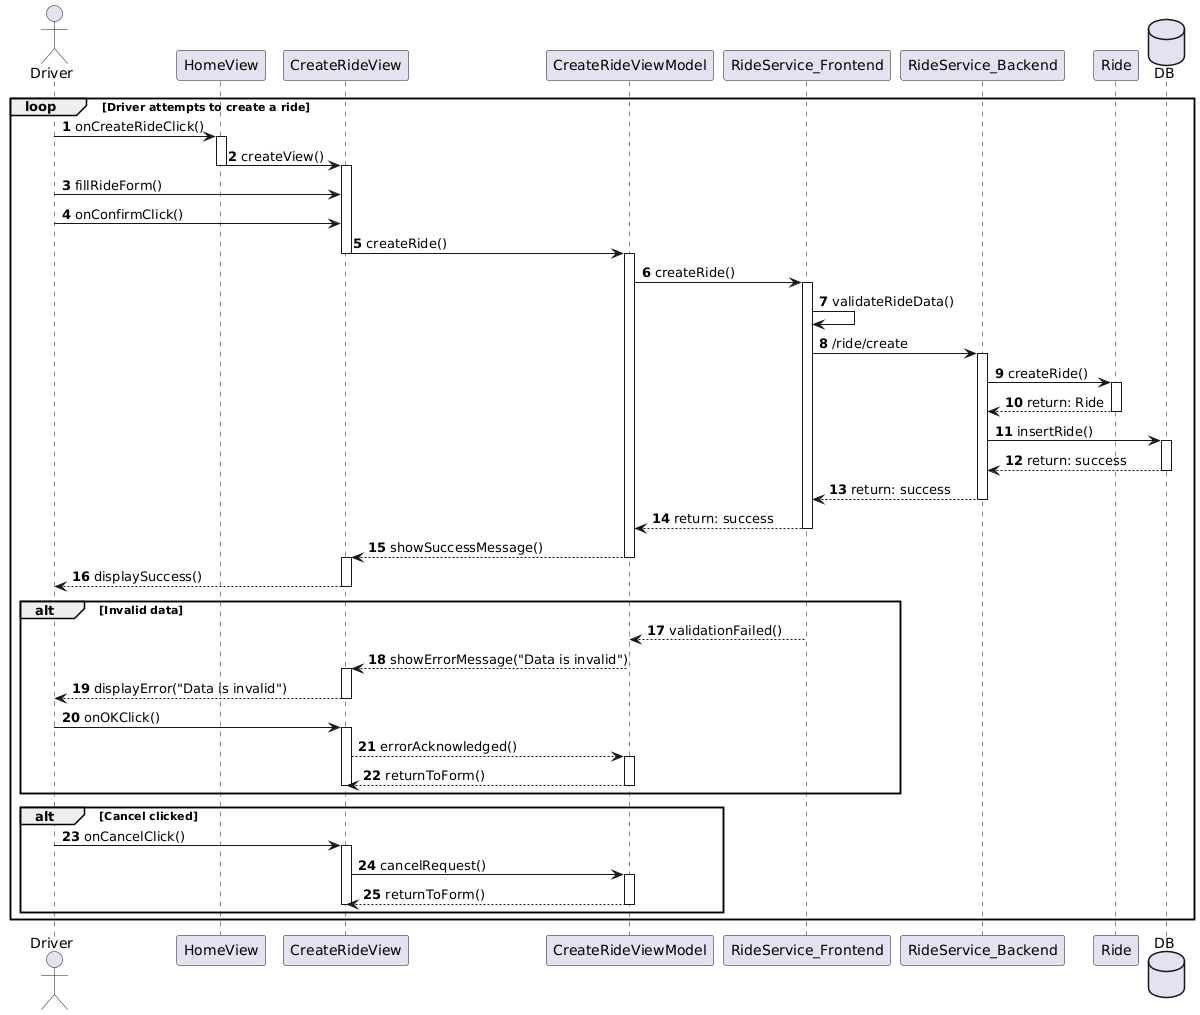 Driver
HomeView
CreateRideView
CreateRideViewModel
RideService_Frontend
RideService_Backend
Ride
DB
loop [Driver attempts to create a ride]
1 onCreateRideClick()
2 createView()
3 fillRideForm()
4 onConfirmClick()
5 createRide()
6 createRide()
7 validateRideData()
8 /ride/create
9 createRide()
10 return: Ride
11 insertRide()
12 return: success
13 return: success
14 return: success
15 showSuccessMessage()
16 displaySuccess()
alt [Invalid data]
17 validationFailed()
18 showErrorMessage("Data is invalid")
19 displayError("Data is invalid")
20 onOKClick()
21 errorAcknowledged()
22 returnToForm()
alt [Cancel clicked]
23 onCancelClick()
24 cancelRequest()
25 returnToForm()
Driver
HomeView
CreateRideView
CreateRideViewModel
RideService_Frontend
RideService_Backend
Ride
DB